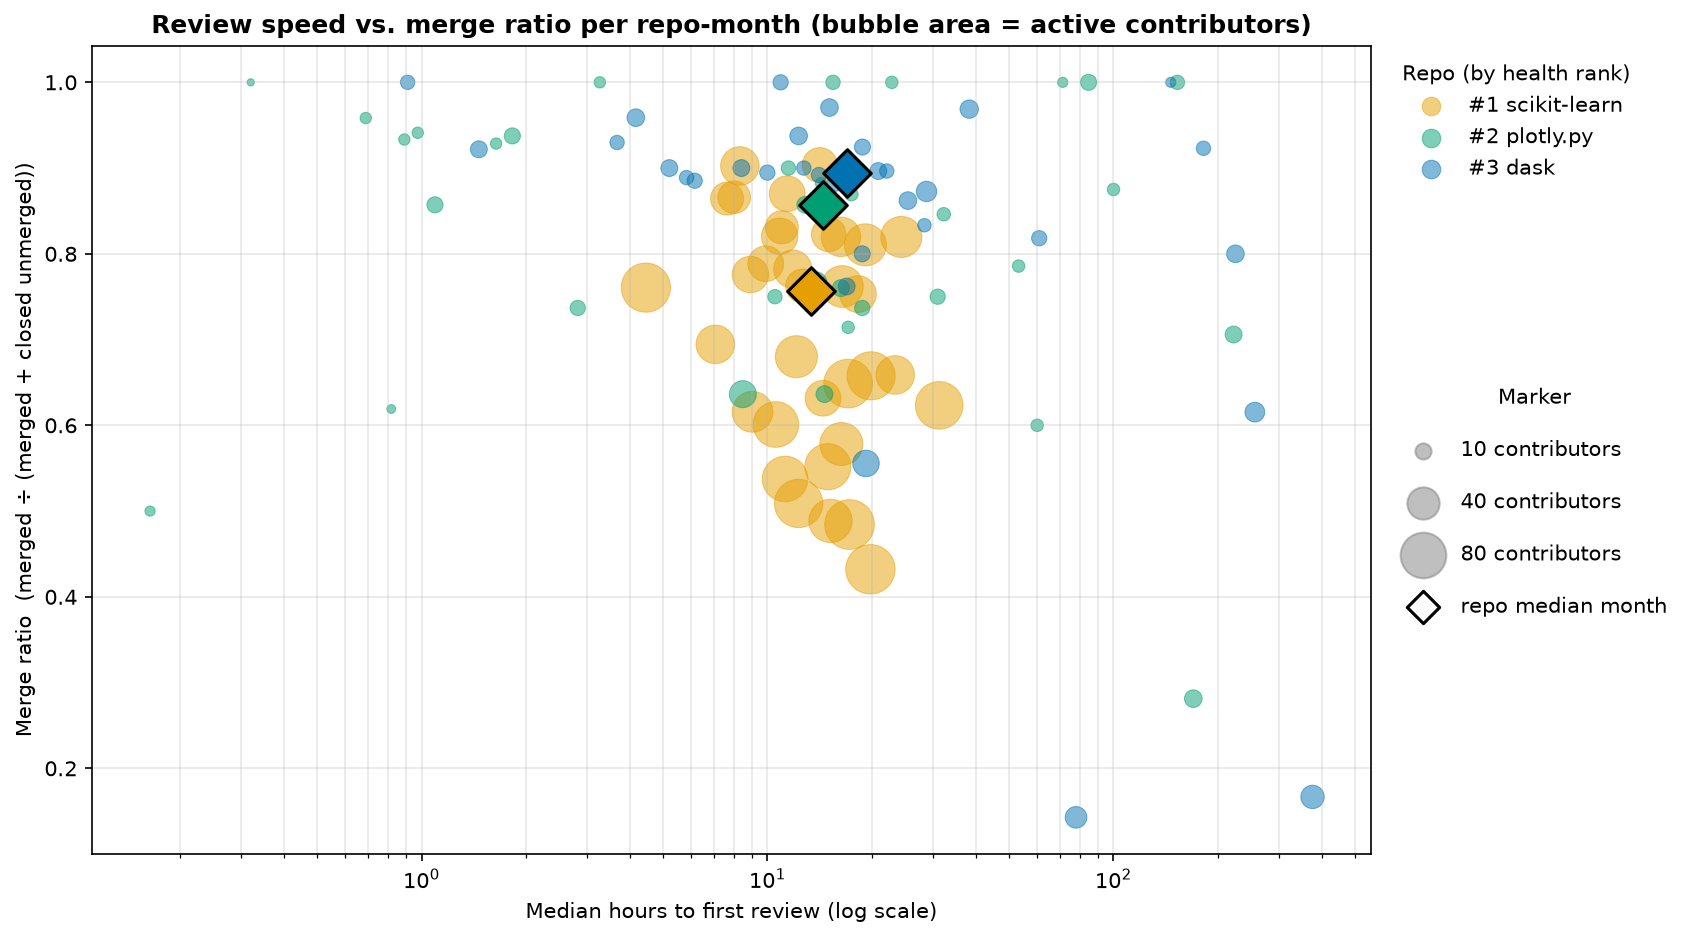 Review speed vs. merge ratio per repo-month (bubble area = active contributors)
Merge ratio (merged ÷ (merged + closed unmerged))
1.0
0.8
0.6
0.4
0.2
10⁰
10¹
10²
Median hours to first review (log scale)
Repo (by health rank)
#1 scikit-learn
#2 plotly.py
#3 dask
Marker
10 contributors
40 contributors
80 contributors
repo median month